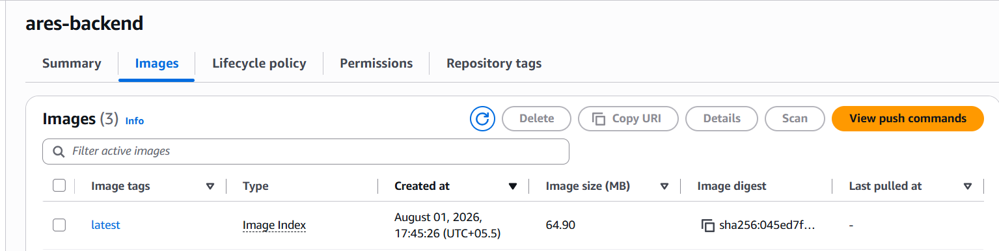 ares-backend
Summary Images Lifecycle policy Permissions Repository tags
Images (3) Info Delete Copy URI Details Scan View push commands
Filter active images
Image tags Type Created at Image size (MB) Image digest Last pulled at
latest Image Index August 01, 2026, 17:45:26 (UTC+05.5) 64.90 sha256:045ed7f... -